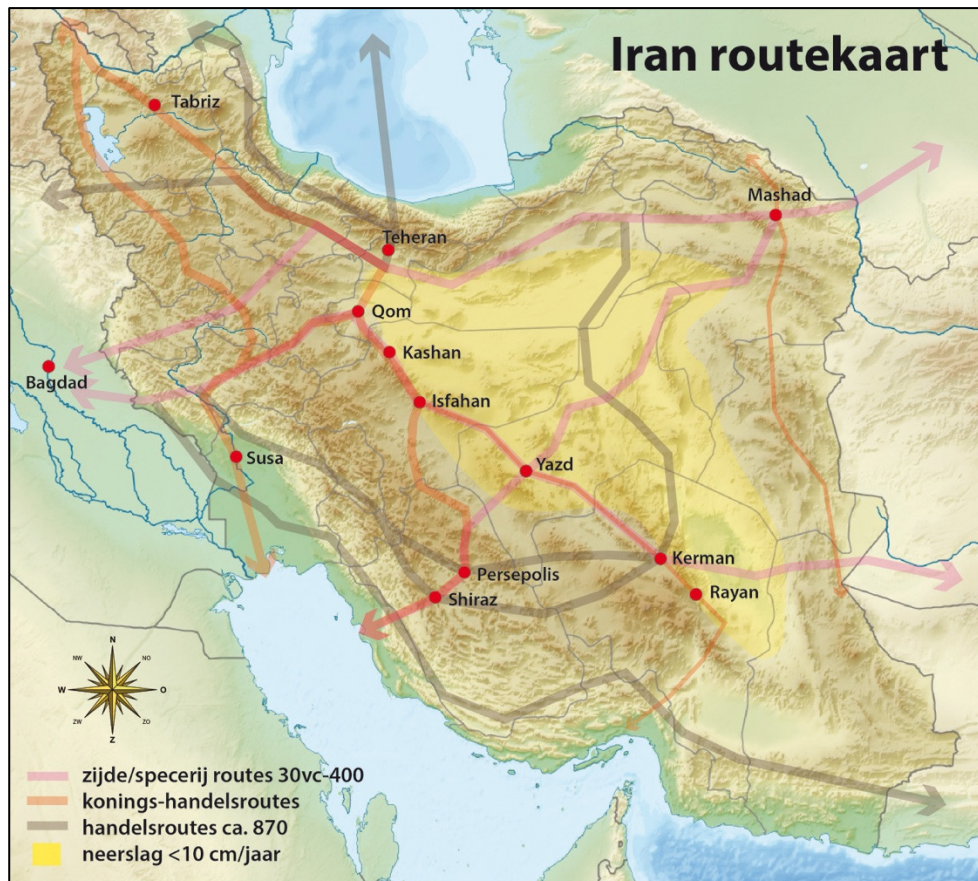 Iran routekaart
Tabriz
Mashad
Teheran
Qom
Kashan
Bagdad
Isfahan
Susa
Yazd
Kerman
Persepolis
Rayan
Shiraz
N
NW
NO
W
O
ZW
ZO
Z
zijde/specerij routes 30vc-400
konings-handelsroutes
handelsroutes ca. 870
neerslag <10 cm/jaar